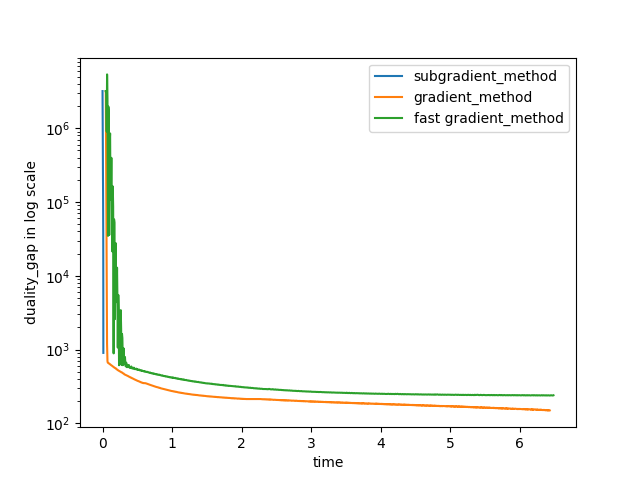 subgradient_method
gradient_method
fast gradient_method
10^6
10^5
10^4
10^3
10^2
duality_gap in log scale
0 1 2 3 4 5 6
time